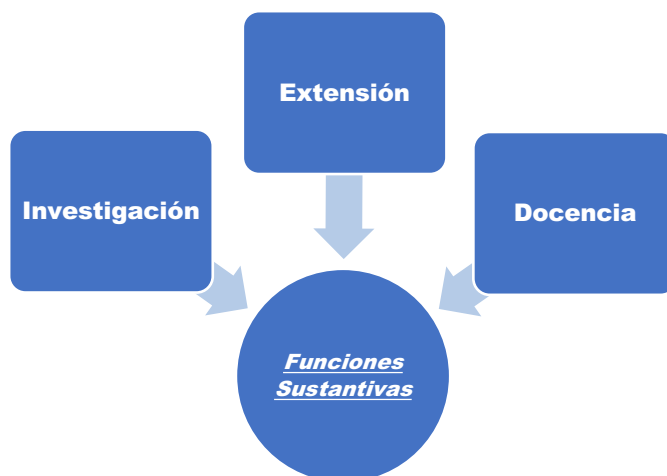 Extensión
Investigación
Docencia
Funciones
Sustantivas